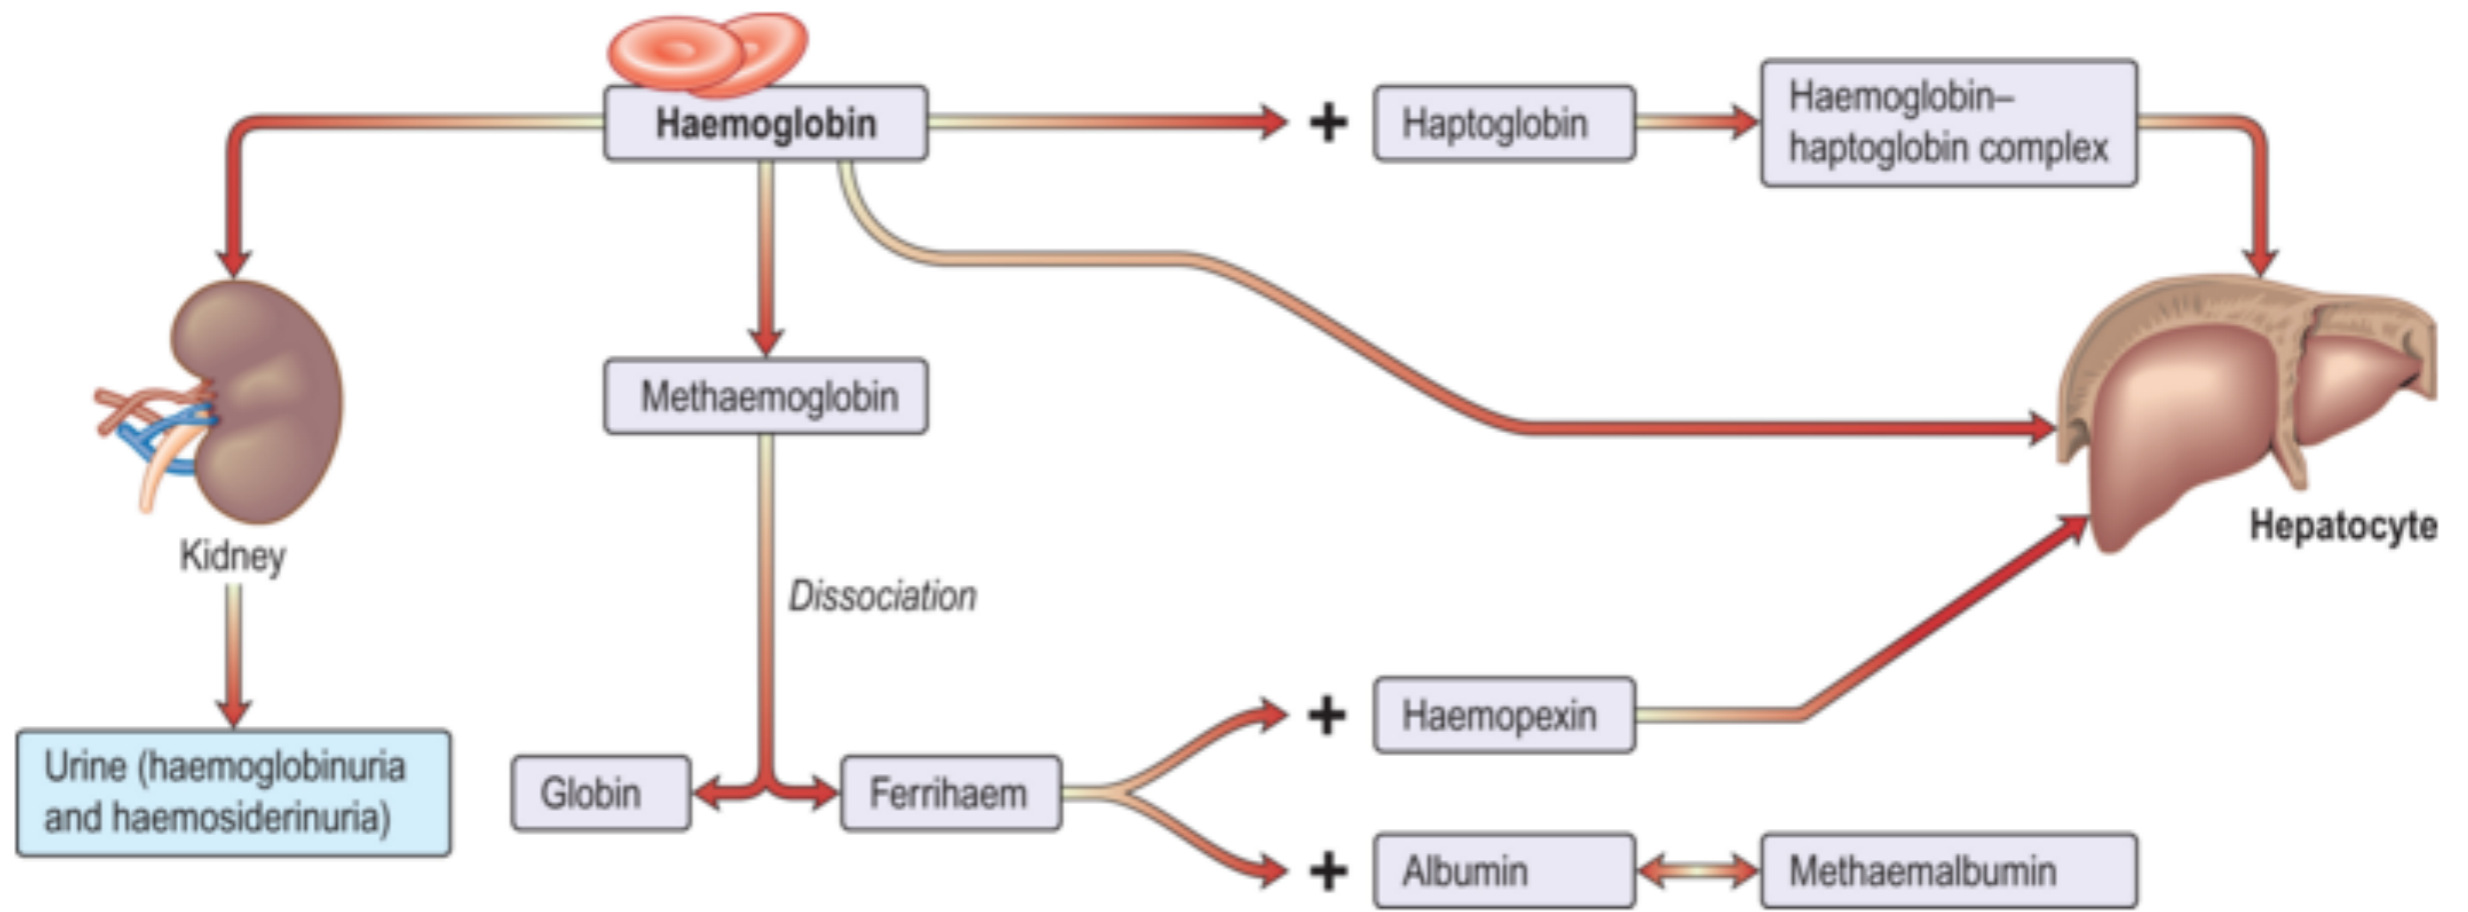 Haemoglobin
+
Haptoglobin
Haemoglobin–
haptoglobin complex
Methaemoglobin
Hepatocyte
Kidney
Dissociation
+
Haemopexin
Urine (haemoglobinuria
and haemosiderinuria)
Globin
Ferrihaem
+
Albumin
Methaemalbumin